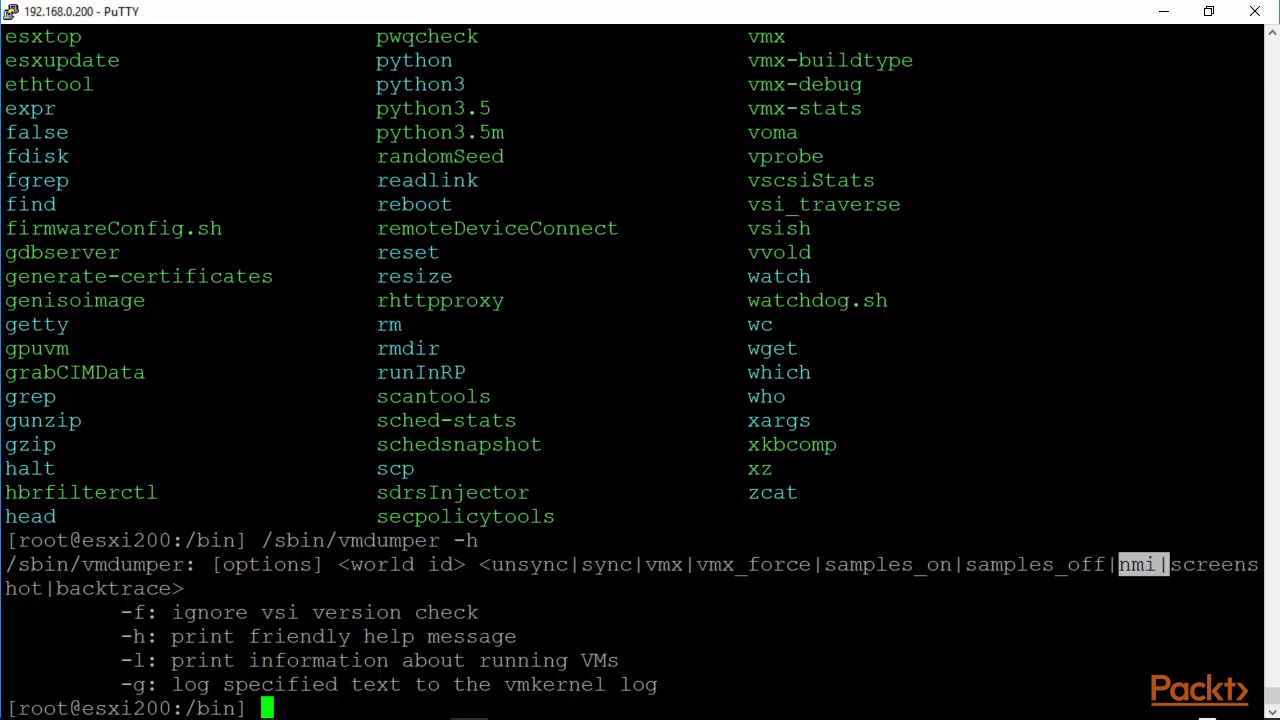 192.168.0.200 - PuTTY
esxtop pwqcheck vmx
esxupdate python vmx-buildtype
ethtool python3 vmx-debug
expr python3.5 vmx-stats
false python3.5m voma
fdisk randomSeed vprobe
fgrep readlink vscsiStats
find reboot vsi_traverse
firmwareConfig.sh remoteDeviceConnect vsish
gdbserver reset vvold
generate-certificates resize watch
genisoimage rhttpproxy watchdog.sh
getty rm wc
gpuvm rmdir wget
grabCIMData runInRP which
grep scantools who
gunzip sched-stats xargs
gzip schedsnapshot xkbcomp
halt scp xz
hbrfilterctl sdrsInjector zcat
head secpolicytools
[root@esxi200:/bin] /sbin/vmdumper -h
/sbin/vmdumper: [options] <world id> <unsync|sync|vmx|vmx_force|samples_on|samples_off|nmi|screens
hot|backtrace>
-f: ignore vsi version check
-h: print friendly help message
-l: print information about running VMs
-g: log specified text to the vmkernel log
[root@esxi200:/bin]
Packt>